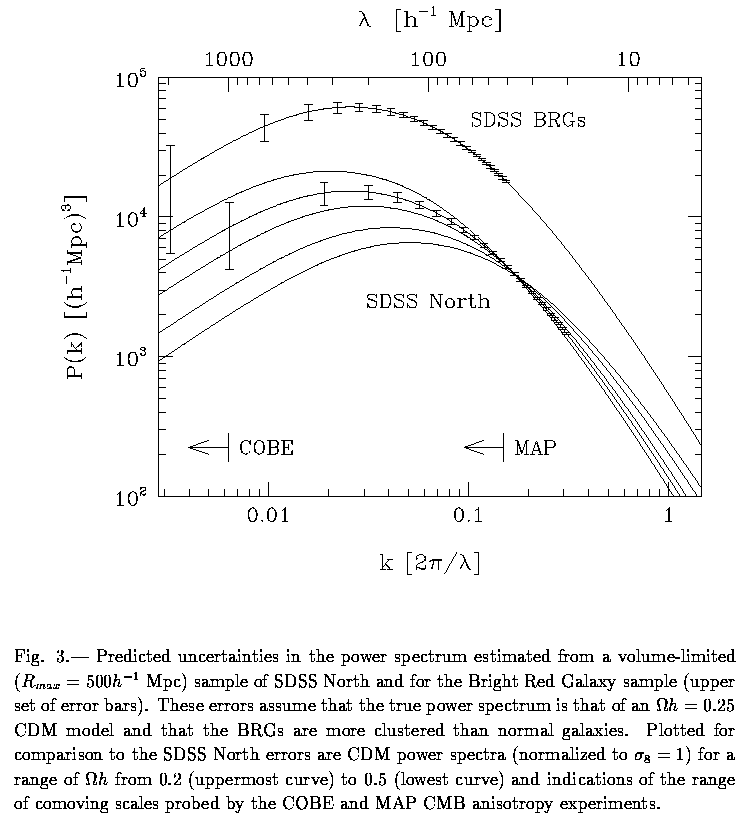 λ [h⁻¹ Mpc]
1000 100 10
10⁵
SDSS BRGs
10⁴
P(k) [(h⁻¹Mpc)³]
SDSS North
10³
COBE MAP
10²
0.01 0.1 1
k [2π/λ]
Fig. 3.— Predicted uncertainties in the power spectrum estimated from a volume-limited
(Rₘₐₓ = 500h⁻¹ Mpc) sample of SDSS North and for the Bright Red Galaxy sample (upper
set of error bars). These errors assume that the true power spectrum is that of an Ωh = 0.25
CDM model and that the BRGs are more clustered than normal galaxies. Plotted for
comparison to the SDSS North errors are CDM power spectra (normalized to σ₈ = 1) for a
range of Ωh from 0.2 (uppermost curve) to 0.5 (lowest curve) and indications of the range
of comoving scales probed by the COBE and MAP CMB anisotropy experiments.